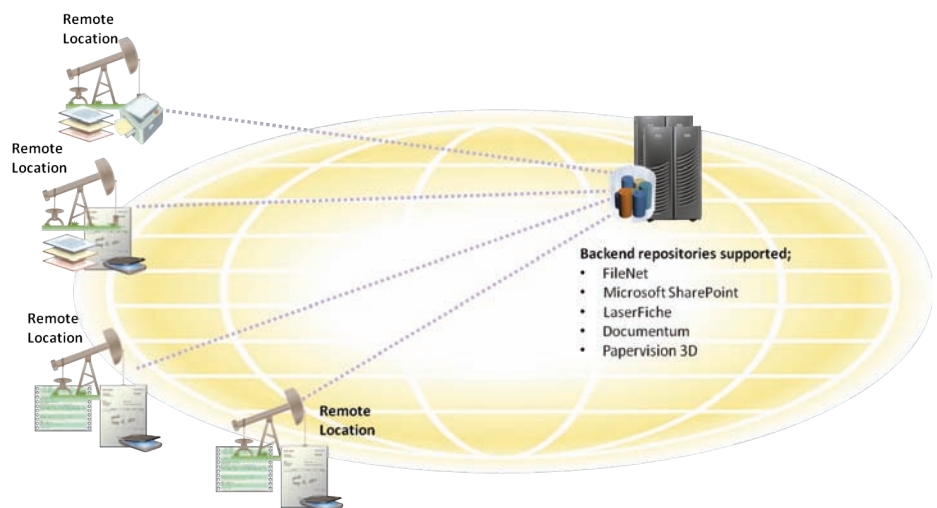 Remote
Location
Remote
Location
Backend repositories supported;
• FileNet
• Microsoft SharePoint
• LaserFiche
• Documentum
• Papervision 3D
Remote
Location
Remote
Location